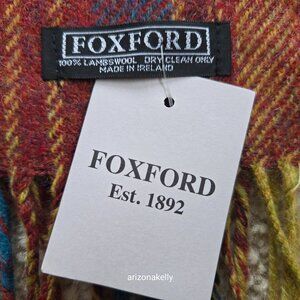 FOXFORD
100% LAMBSWOOL DRY CLEAN ONLY
MADE IN IRELAND
FOXFORD
Est. 1892
arizonakelly